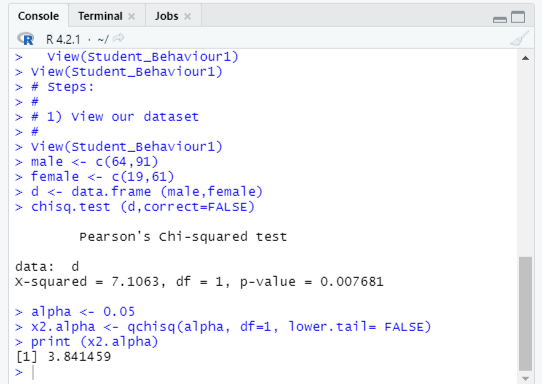 Console Terminal × Jobs ×
R R 4.2.1 · ~/
>   View(Student_Behaviour1)
> View(Student_Behaviour1)
> # Steps:
> #
> # 1) View our dataset
> #
> View(Student_Behaviour1)
> male <- c(64,91)
> female <- c(19,61)
> d <- data.frame (male,female)
> chisq.test (d,correct=FALSE)
Pearson's Chi-squared test
data:  d
X-squared = 7.1063, df = 1, p-value = 0.007681
> alpha <- 0.05
> x2.alpha <- qchisq(alpha, df=1, lower.tail= FALSE)
> print (x2.alpha)
[1] 3.841459
>